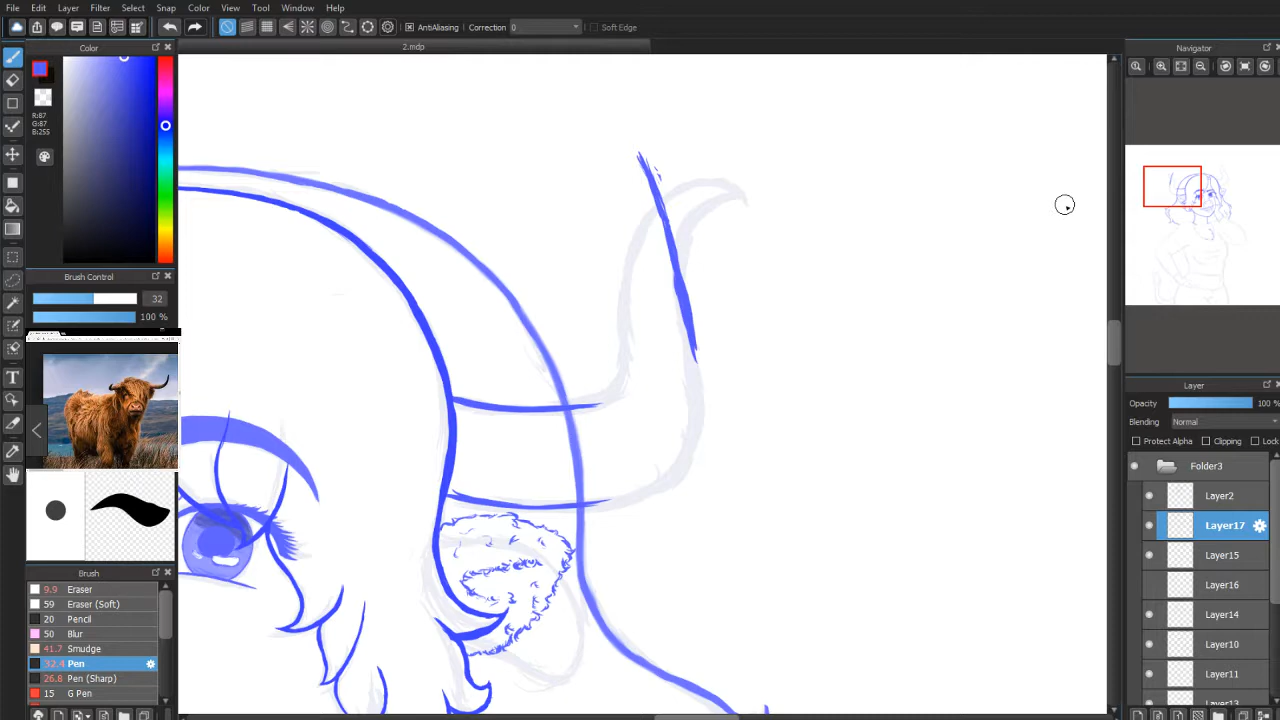 File Edit Layer Filter Select Snap Color View Tool Window Help
AntiAliasing Correction 0 Soft Edge
2.mdp
Color
R:87
G:87
B:255
Brush Control
32
100 %
Brush
9.9 Eraser
59 Eraser (Soft)
20 Pencil
50 Blur
41.7 Smudge
32.4 Pen
26.8 Pen (Sharp)
15 G Pen
Navigator
Layer
Opacity 100 %
Blending Normal
Protect Alpha Clipping Lock
Folder3
Layer2
Layer17
Layer15
Layer16
Layer14
Layer10
Layer11